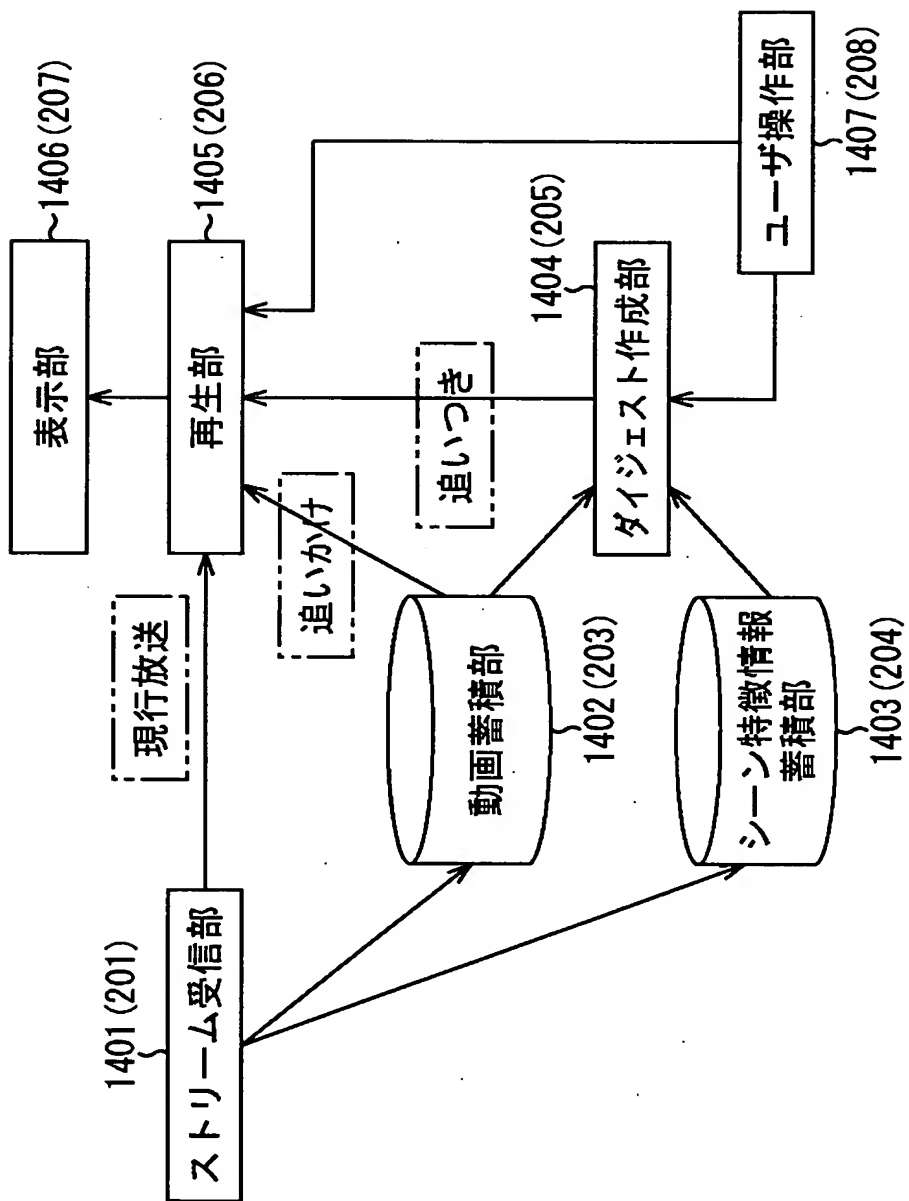 1401(201)
ストリーム受信部
現行放送
表示部
~1406(207)
再生部
~1405(206)
追いかけ
追いつき
動画蓄積部
1402(203)
シーン特徴情報
蓄積部
1403(204)
1404(205)
ダイジェスト作成部
ユーザ操作部
1407(208)